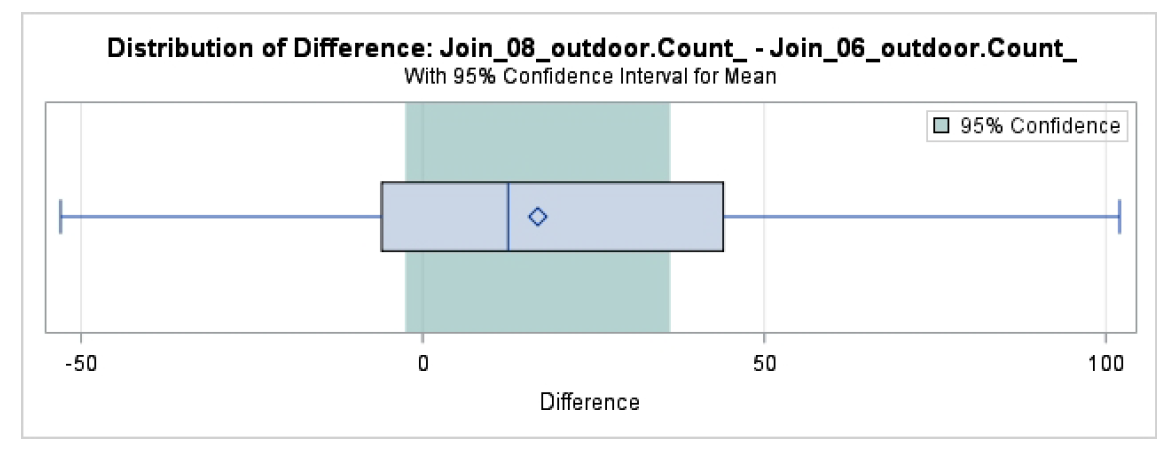 Distribution of Difference: Join_08_outdoor.Count_ - Join_06_outdoor.Count_
With 95% Confidence Interval for Mean
95% Confidence
-50 0 50 100
Difference